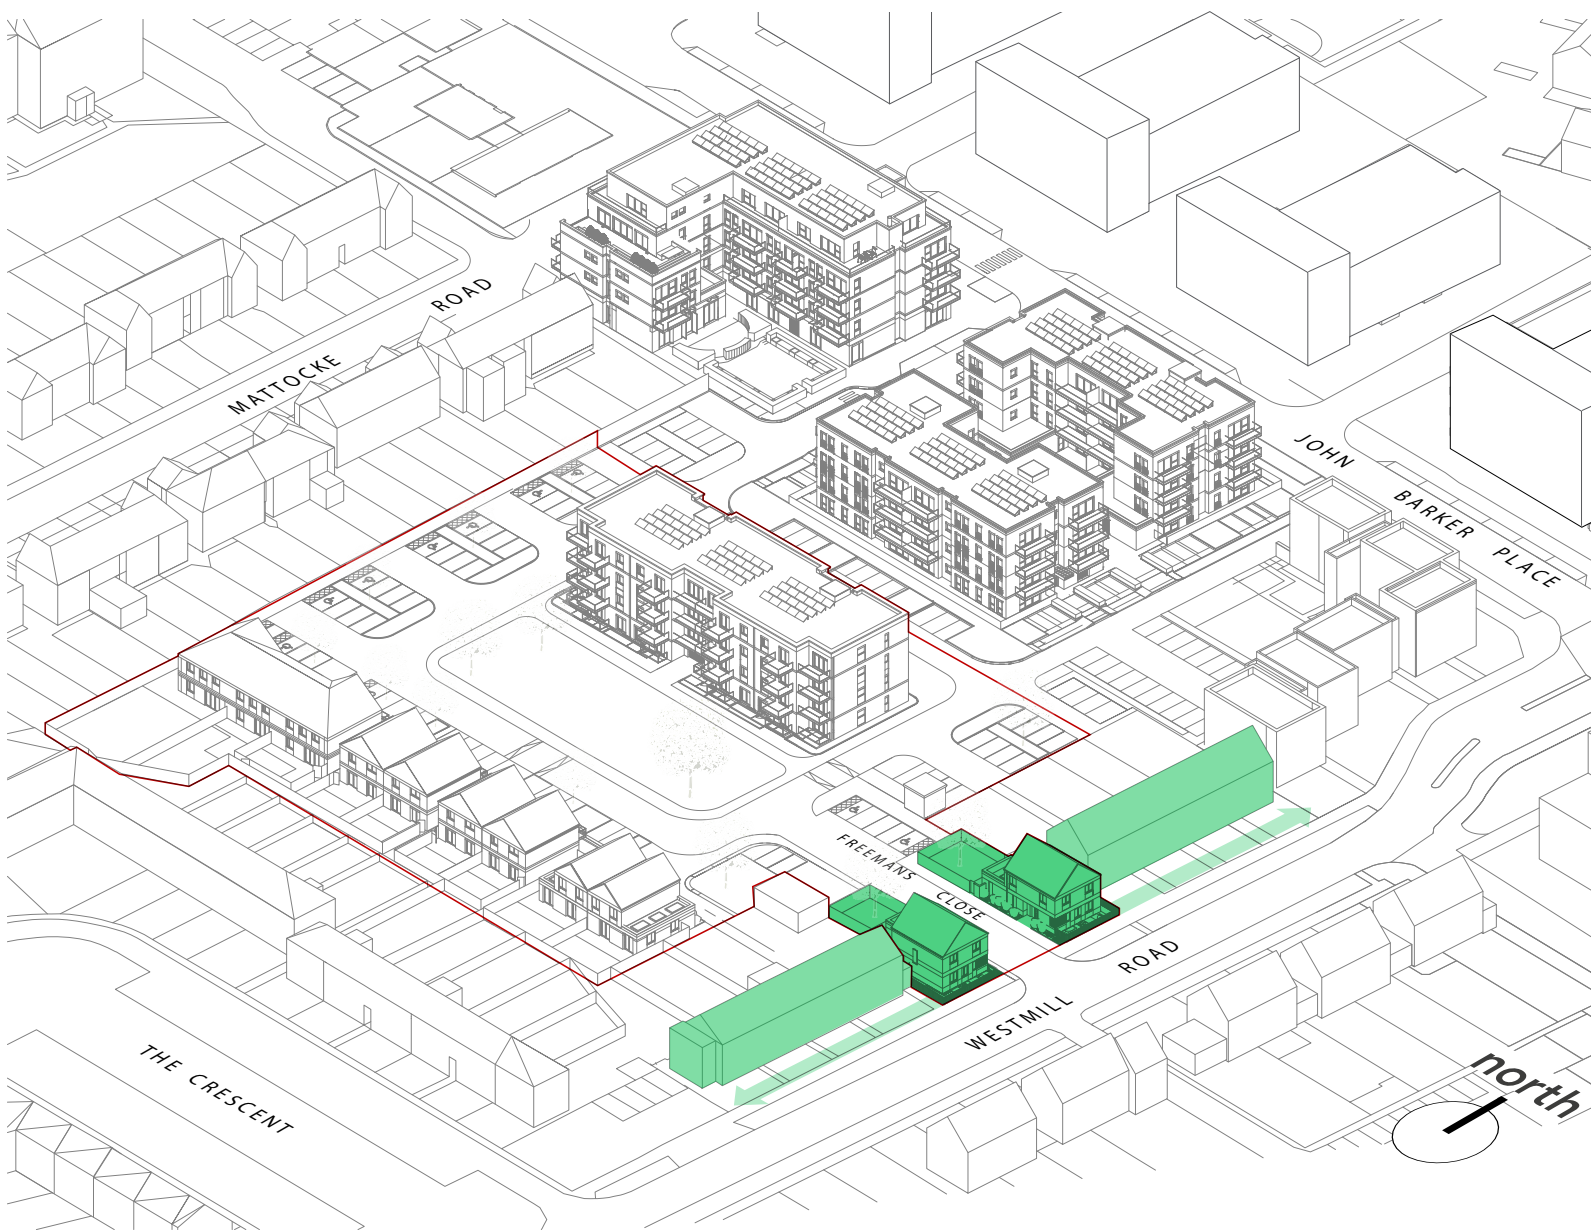 MATTOCKE ROAD
JOHN BARKER PLACE
FREEMANS CLOSE
WESTMILL ROAD
THE CRESCENT
north